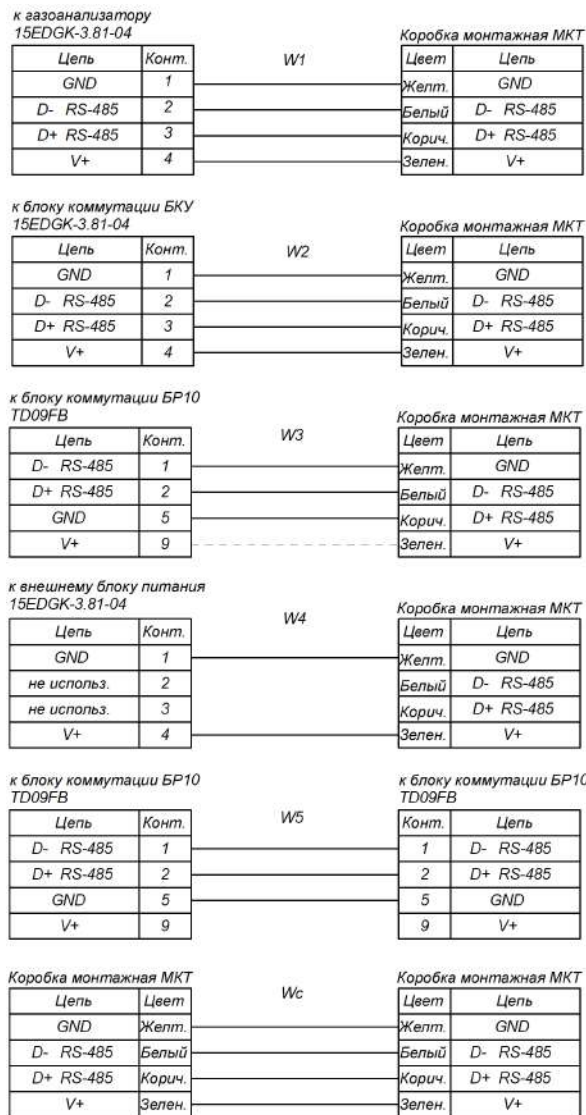 к газоанализатору
15EDGK-3.81-04 Коробка монтажная МКТ
Цепь Конт. W1 Цвет Цепь
GND 1 Желт. GND
D- RS-485 2 Белый D- RS-485
D+ RS-485 3 Корич. D+ RS-485
V+ 4 Зелен. V+
к блоку коммутации БКУ
15EDGK-3.81-04 Коробка монтажная МКТ
Цепь Конт. W2 Цвет Цепь
GND 1 Желт. GND
D- RS-485 2 Белый D- RS-485
D+ RS-485 3 Корич. D+ RS-485
V+ 4 Зелен. V+
к блоку коммутации БР10
TD09FB Коробка монтажная МКТ
Цепь Конт. W3 Цвет Цепь
D- RS-485 1 Желт. GND
D+ RS-485 2 Белый D- RS-485
GND 5 Корич. D+ RS-485
V+ 9 Зелен. V+
к внешнему блоку питания
15EDGK-3.81-04 Коробка монтажная МКТ
Цепь Конт. W4 Цвет Цепь
GND 1 Желт. GND
не использ. 2 Белый D- RS-485
не использ. 3 Корич. D+ RS-485
V+ 4 Зелен. V+
к блоку коммутации БР10 к блоку коммутации БР10
TD09FB TD09FB
Цепь Конт. W5 Конт. Цепь
D- RS-485 1 1 D- RS-485
D+ RS-485 2 2 D+ RS-485
GND 5 5 GND
V+ 9 9 V+
Коробка монтажная МКТ Коробка монтажная МКТ
Цепь Цвет Wc Цвет Цепь
GND Желт. Желт. GND
D- RS-485 Белый Белый D- RS-485
D+ RS-485 Корич. Корич. D+ RS-485
V+ Зелен. Зелен. V+